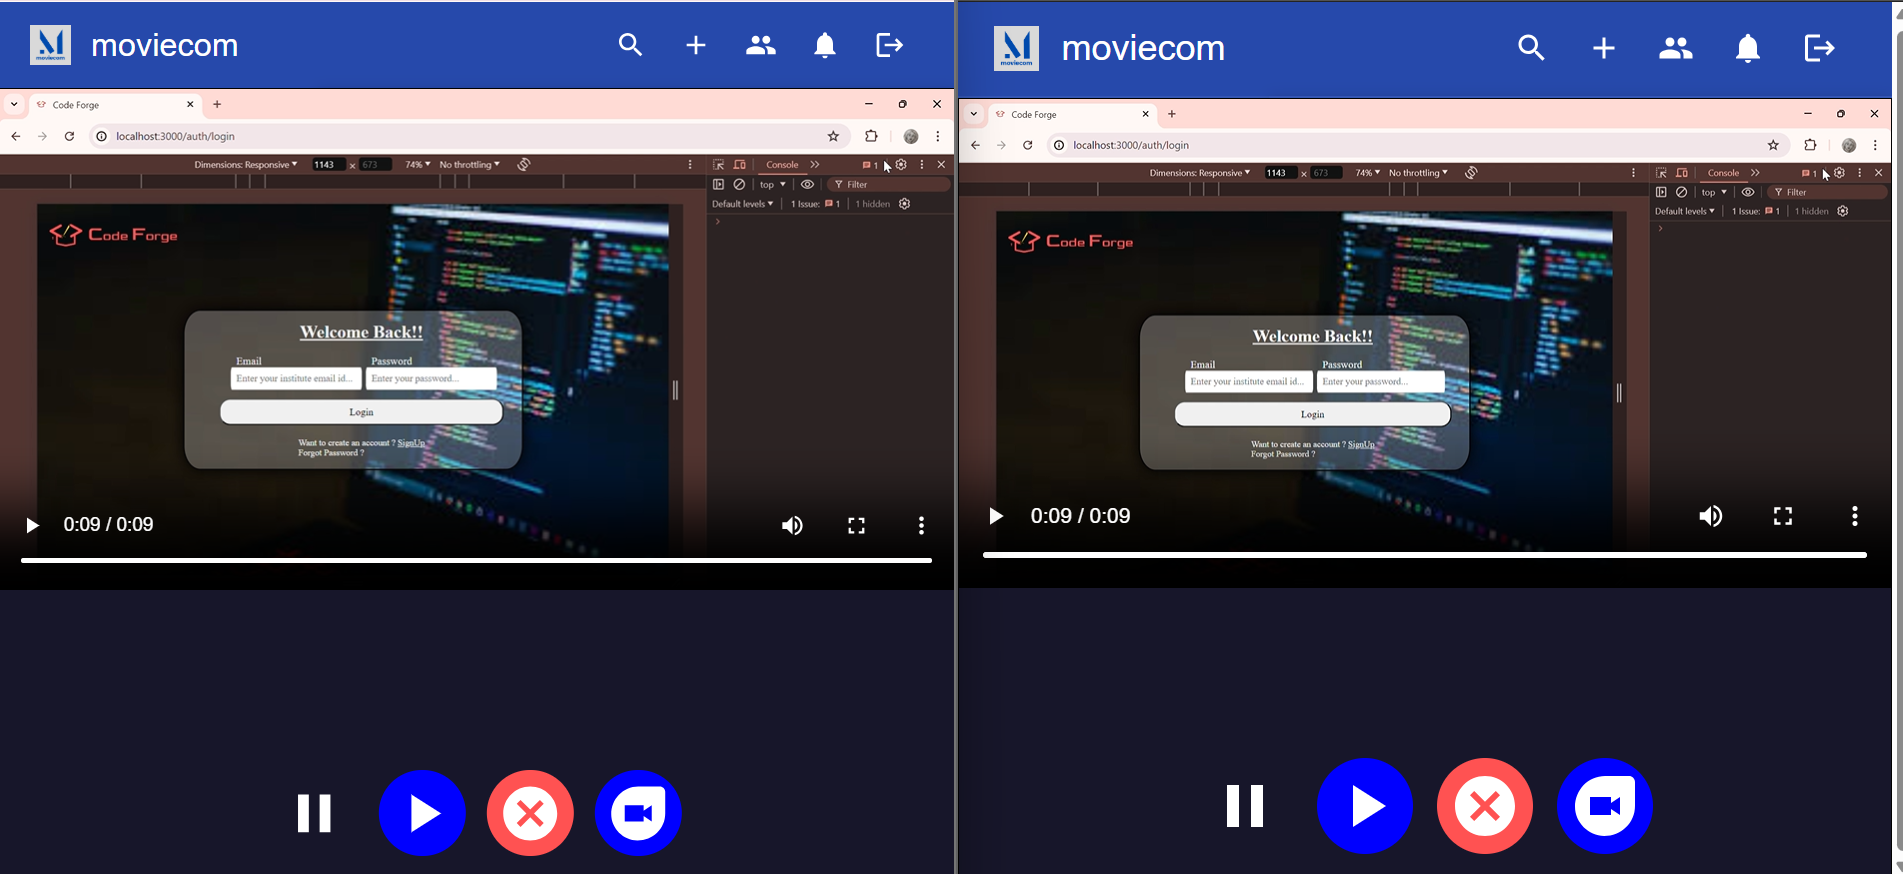 moviecom
moviecom
Code Forge
localhost:3000/auth/login
Dimensions: Responsive 1143 x 673 74% No throttling
Console 1
top Filter
Default levels 1 Issue: 1 1 hidden
Code Forge
Welcome Back!!
Email Password
Enter your institute email id... Enter your password...
Login
Want to create an account ? SignUp
Forgot Password ?
0:09 / 0:09
moviecom
moviecom
Code Forge
localhost:3000/auth/login
Dimensions: Responsive 1143 x 673 74% No throttling
Console 1
top Filter
Default levels 1 Issue: 1 1 hidden
Code Forge
Welcome Back!!
Email Password
Enter your institute email id... Enter your password...
Login
Want to create an account ? SignUp
Forgot Password ?
0:09 / 0:09